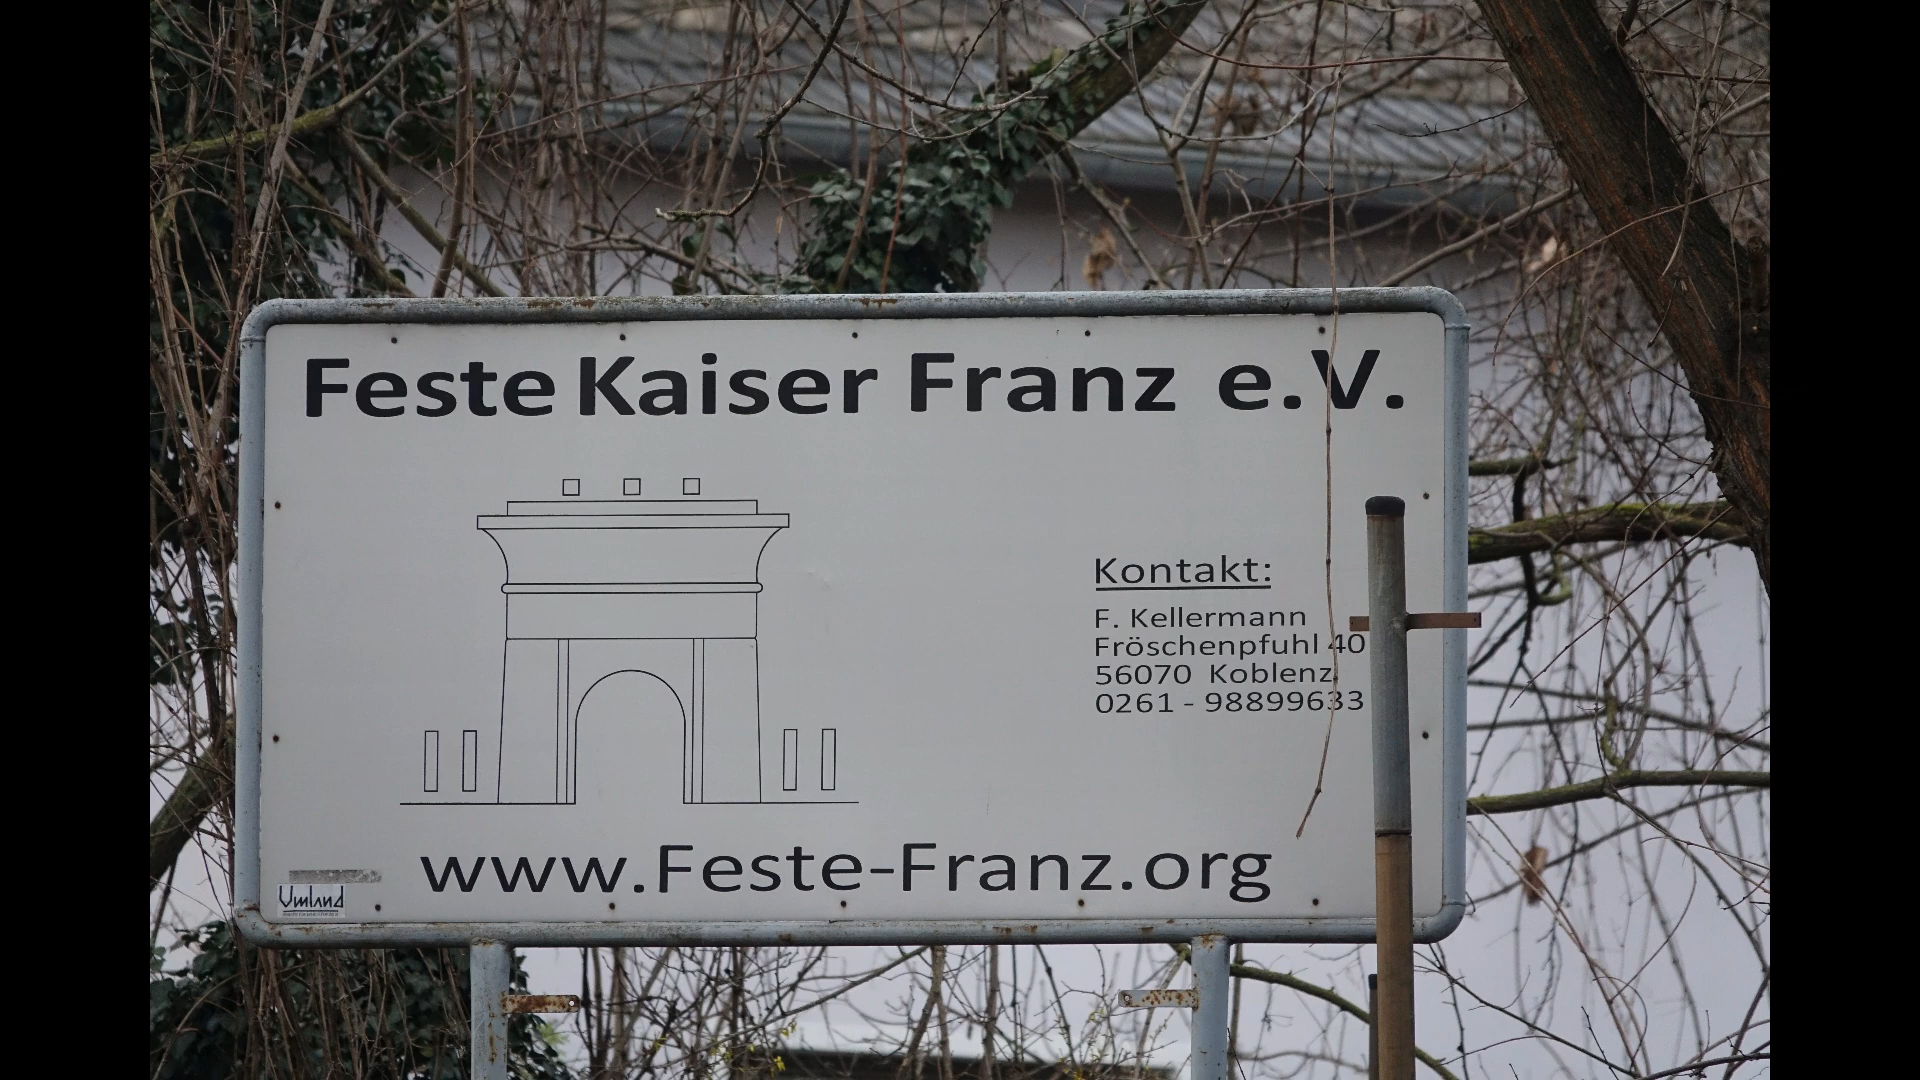 Feste Kaiser Franz e.V.
Kontakt:
F. Kellermann
Fröschenpfuhl 40
56070 Koblenz
0261 - 98899633
www.Feste-Franz.org
Umland